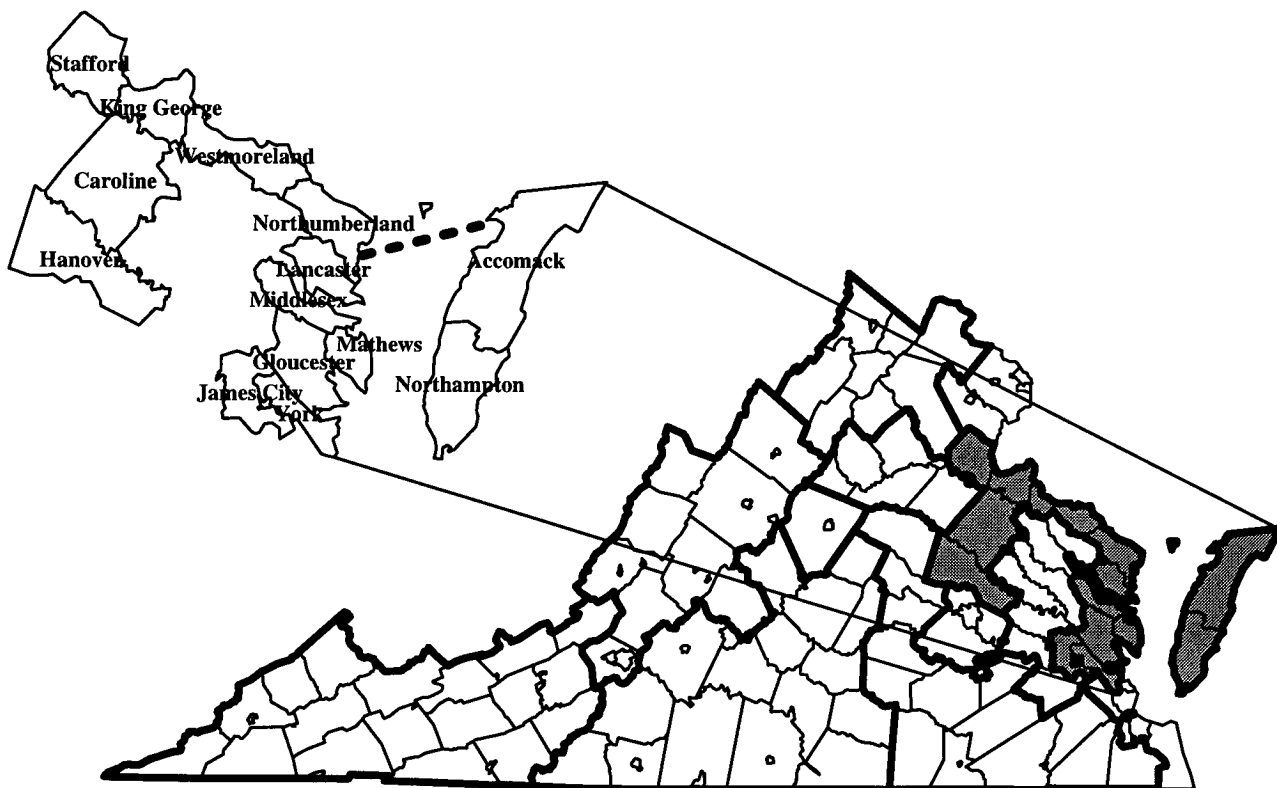 Stafford
King George
Westmoreland
Caroline
Northumberland
Hanover
Accomack
Lancaster
Middlesex
Mathews
Gloucester
Northampton
James City
York